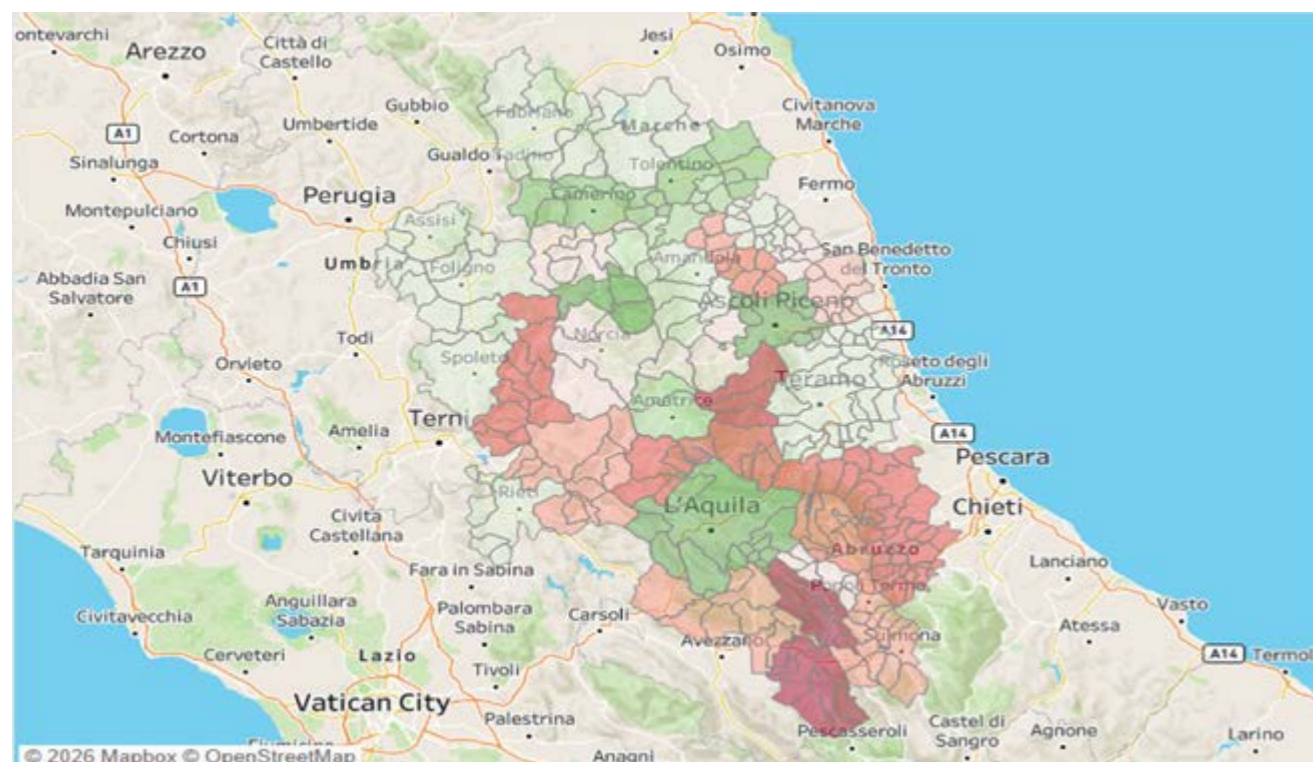 ontevarchi
Arezzo
Città di
Castello
Jesi
Osimo
Gubbio
Fabriano
Marche
Civitanova
Marche
A1
Cortona
Umbertide
Sinalunga
Gualdo Tadino
Tolentino
Perugia
Camerino
Fermo
Montepulciano
Assisi
Chiusi
Umbria
Foligno
Amandola
San Benedetto
del Tronto
Abbadia San
Salvatore
A1
Ascoli Piceno
A14
Todi
Norcia
Orvieto
Spoleto
Teramo
Roseto degli
Abruzzi
Amatrice
Terni
Amelia
Montefiascone
A14
Pescara
Viterbo
Rieti
L'Aquila
Chieti
Civita
Castellana
Tarquinia
Abruzzo
Lanciano
Fara in Sabina
Popoli Terme
Civitavecchia
Anguillara
Sabazia
Palombara
Sabina
Carsoli
Vasto
Atessa
Avezzano
Sulmona
Cerveteri
Lazio
Tivoli
A14
Termol
Vatican City
Palestrina
Pescasseroli
Castel di
Sangro
Agnone
Larino
Fiumicino
Anagni
© 2026 Mapbox © OpenStreetMap